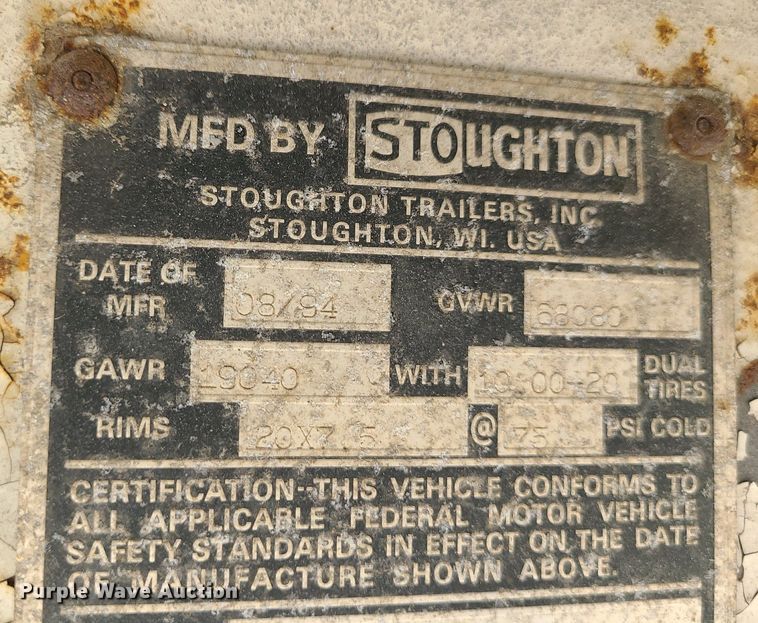 MFD BY STOUGHTON
STOUGHTON TRAILERS, INC
STOUGHTON, WI. USA
DATE OF MFR 08/94 GVWR 68080
GAWR 19040 WITH 10.00-20 DUAL TIRES
RIMS 20X7.5 @ 75 PSI COLD
CERTIFICATION--THIS VEHICLE CONFORMS TO
ALL APPLICABLE FEDERAL MOTOR VEHICLE
SAFETY STANDARDS IN EFFECT ON THE DATE
OF MANUFACTURE SHOWN ABOVE.
Purple Wave Auction